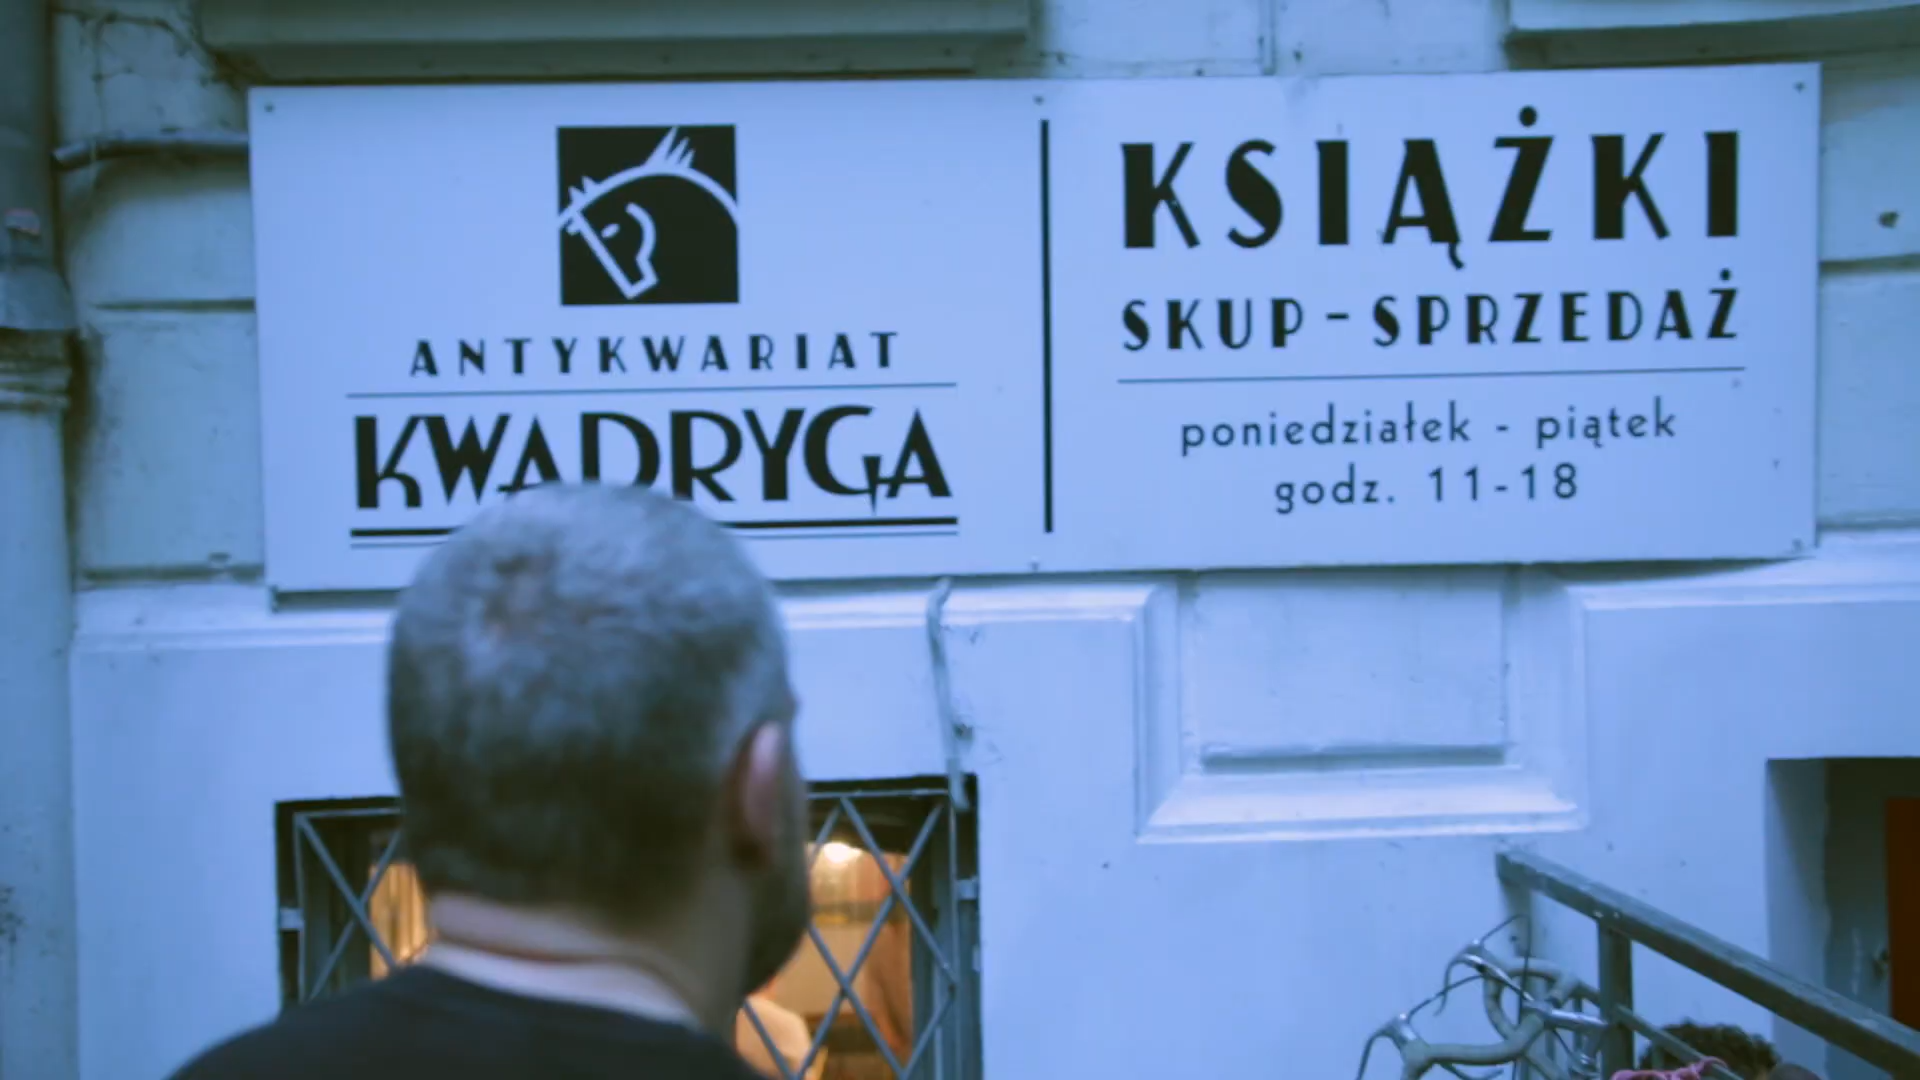 ANTYKWARIAT
KWADRYGA
KSIĄŻKI
SKUP - SPRZEDAŻ
poniedziałek - piątek
godz. 11-18